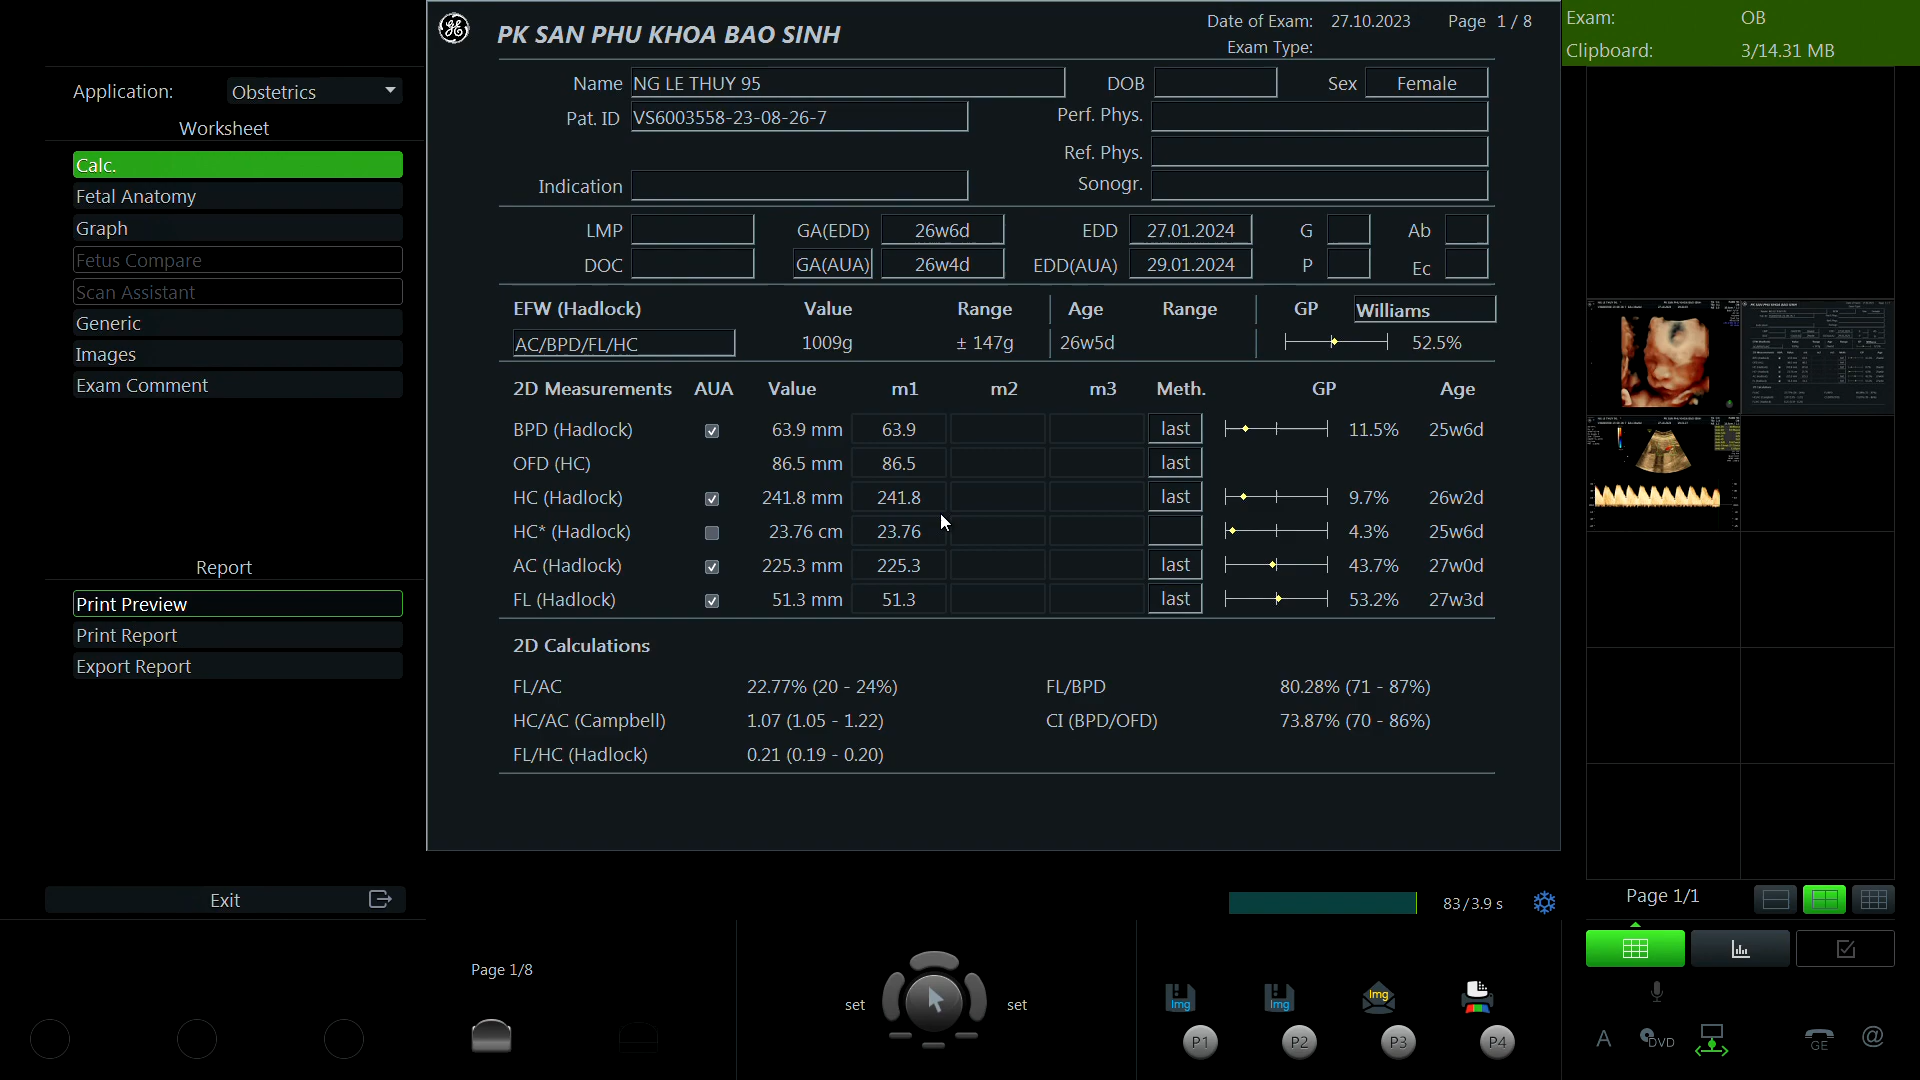 PK SAN PHU KHOA BAO SINH
Date of Exam: 27.10.2023 Page 1 / 8
Exam Type:
Exam: OB
Clipboard: 3/14.31 MB
Application: Obstetrics
Worksheet
Calc.
Fetal Anatomy
Graph
Fetus Compare
Scan Assistant
Generic
Images
Exam Comment
Report
Print Preview
Print Report
Export Report
Exit
Name NG LE THUY 95 DOB Sex Female
Pat. ID VS6003558-23-08-26-7 Perf. Phys.
Ref. Phys.
Indication Sonogr.
LMP GA(EDD) 26w6d EDD 27.01.2024 G Ab
DOC GA(AUA) 26w4d EDD(AUA) 29.01.2024 P Ec
EFW (Hadlock) Value Range Age Range GP Williams
AC/BPD/FL/HC 1009g ± 147g 26w5d 52.5%
2D Measurements AUA Value m1 m2 m3 Meth. GP Age
BPD (Hadlock) 63.9 mm 63.9 last 11.5% 25w6d
OFD (HC) 86.5 mm 86.5 last
HC (Hadlock) 241.8 mm 241.8 last 9.7% 26w2d
HC* (Hadlock) 23.76 cm 23.76 4.3% 25w6d
AC (Hadlock) 225.3 mm 225.3 last 43.7% 27w0d
FL (Hadlock) 51.3 mm 51.3 last 53.2% 27w3d
2D Calculations
FL/AC 22.77% (20 - 24%) FL/BPD 80.28% (71 - 87%)
HC/AC (Campbell) 1.07 (1.05 - 1.22) CI (BPD/OFD) 73.87% (70 - 86%)
FL/HC (Hadlock) 0.21 (0.19 - 0.20)
83/3.9 s
Page 1/1
Page 1/8
set set
Img Img Img
P1 P2 P3 P4
A DVD GE @